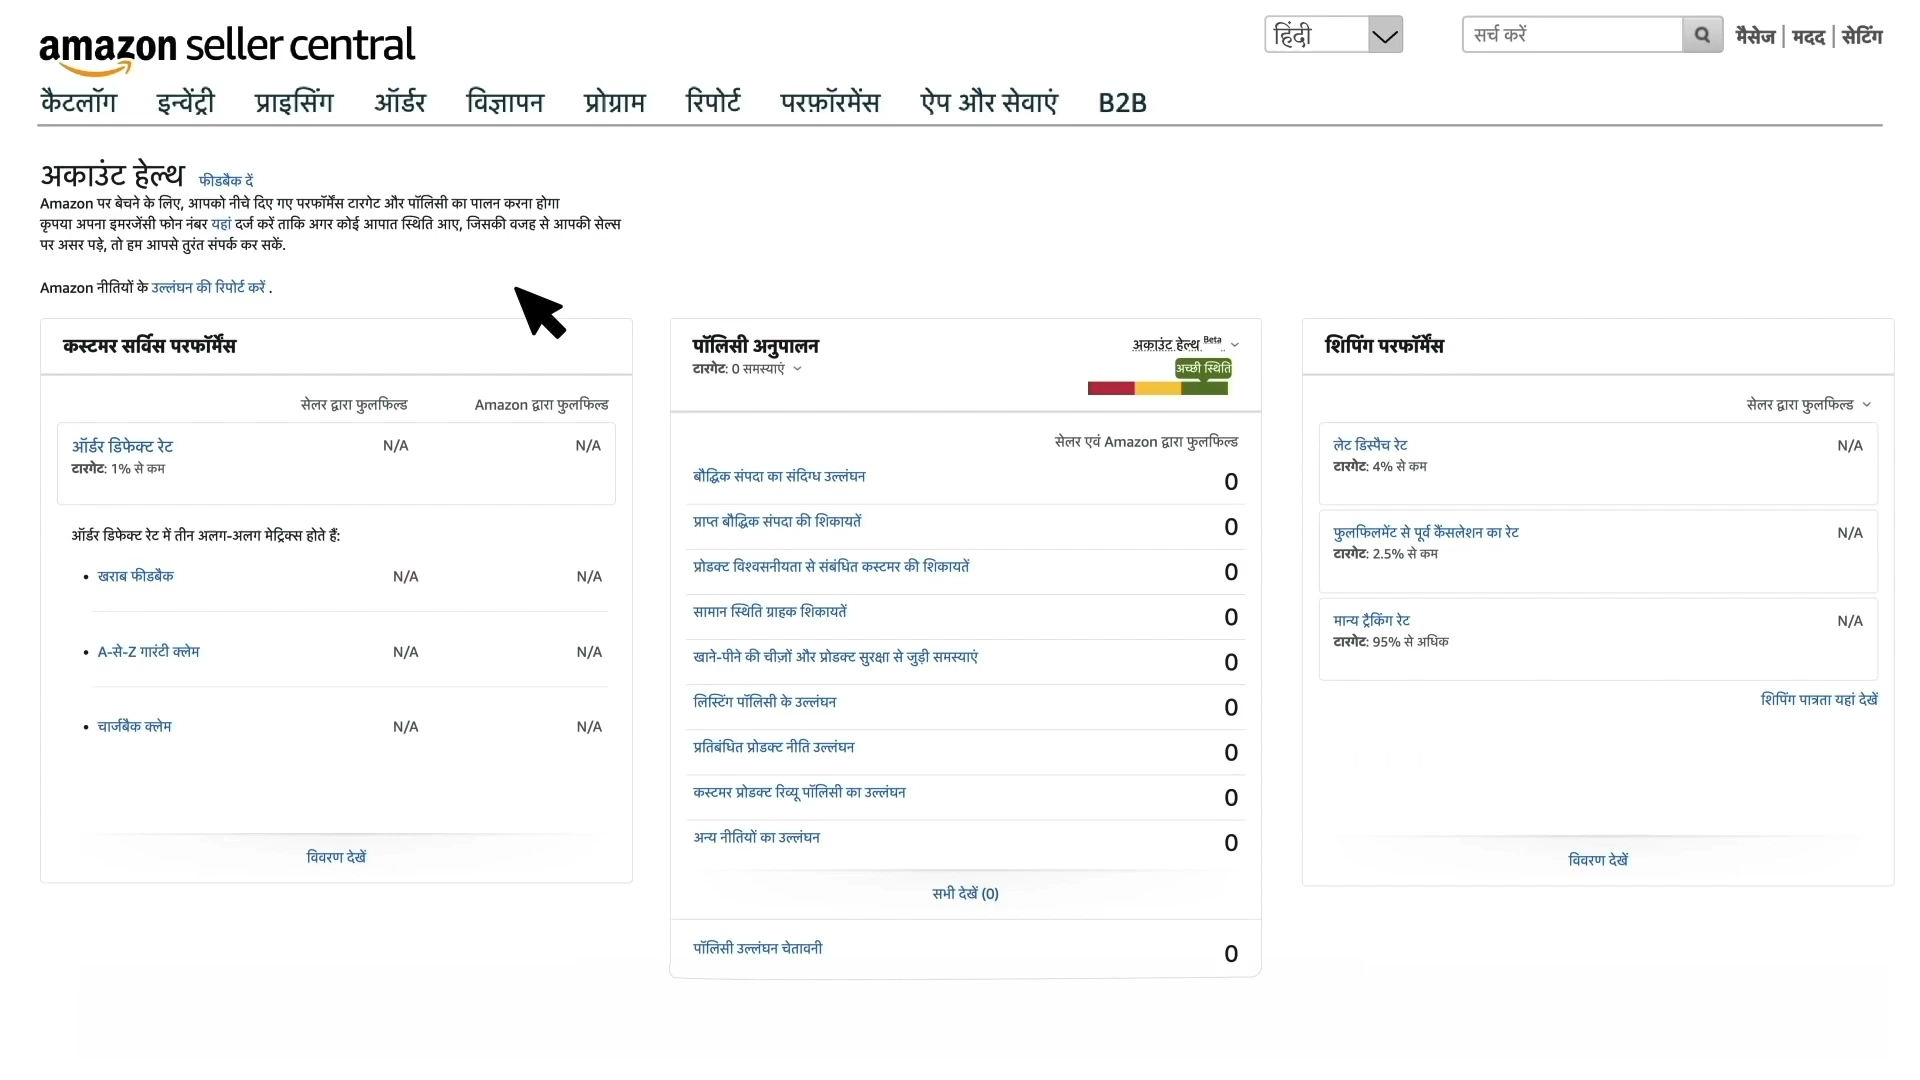 amazon seller central
हिंदी
सर्च करें
मैसेज | मदद | सेटिंग
कैटलॉग इन्वेंट्री प्राइसिंग ऑर्डर विज्ञापन प्रोग्राम रिपोर्ट परफ़ॉरमेंस ऐप और सेवाएं B2B
अकाउंट हेल्थ फीडबैक दें
Amazon पर बेचने के लिए, आपको नीचे दिए गए परफॉर्मेंस टारगेट और पॉलिसी का पालन करना होगा
कृपया अपना इमरजेंसी फोन नंबर यहां दर्ज करें ताकि अगर कोई आपात स्थिति आए, जिसकी वजह से आपकी सेल्स
पर असर पड़े, तो हम आपसे तुरंत संपर्क कर सकें.
Amazon नीतियों के उल्लंघन की रिपोर्ट करें .
कस्टमर सर्विस परफॉर्मेंस
सेलर द्वारा फुलफिल्ड Amazon द्वारा फुलफिल्ड
ऑर्डर डिफेक्ट रेट N/A N/A
टारगेट: 1% से कम
ऑर्डर डिफेक्ट रेट में तीन अलग-अलग मेट्रिक्स होते हैं:
• खराब फीडबैक N/A N/A
• A-से-Z गारंटी क्लेम N/A N/A
• चार्जबैक क्लेम N/A N/A
विवरण देखें
पॉलिसी अनुपालन
टारगेट: 0 समस्याएं
अकाउंट हेल्थ Beta
अच्छी स्थिति
सेलर एवं Amazon द्वारा फुलफिल्ड
बौद्धिक संपदा का संदिग्ध उल्लंघन 0
प्राप्त बौद्धिक संपदा की शिकायतें 0
प्रोडक्ट विश्वसनीयता से संबंधित कस्टमर की शिकायतें 0
सामान स्थिति ग्राहक शिकायतें 0
खाने-पीने की चीज़ों और प्रोडक्ट सुरक्षा से जुड़ी समस्याएं 0
लिस्टिंग पॉलिसी के उल्लंघन 0
प्रतिबंधित प्रोडक्ट नीति उल्लंघन 0
कस्टमर प्रोडक्ट रिव्यू पॉलिसी का उल्लंघन 0
अन्य नीतियों का उल्लंघन 0
सभी देखें (0)
पॉलिसी उल्लंघन चेतावनी 0
शिपिंग परफॉर्मेंस
सेलर द्वारा फुलफिल्ड
लेट डिस्पैच रेट N/A
टारगेट: 4% से कम
फुलफिलमेंट से पूर्व कैंसलेशन का रेट N/A
टारगेट: 2.5% से कम
मान्य ट्रैकिंग रेट N/A
टारगेट: 95% से अधिक
शिपिंग पात्रता यहां देखें
विवरण देखें